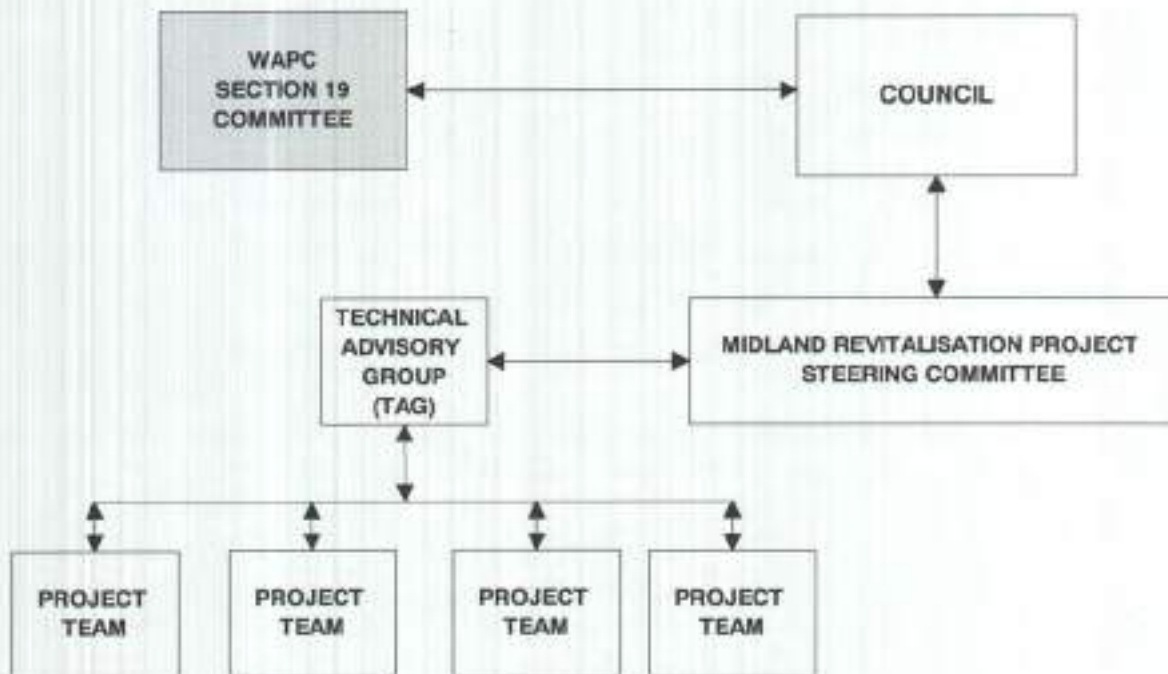 WAPC
SECTION 19
COMMITTEE
COUNCIL
TECHNICAL
ADVISORY
GROUP
(TAG)
MIDLAND REVITALISATION PROJECT
STEERING COMMITTEE
PROJECT
TEAM
PROJECT
TEAM
PROJECT
TEAM
PROJECT
TEAM